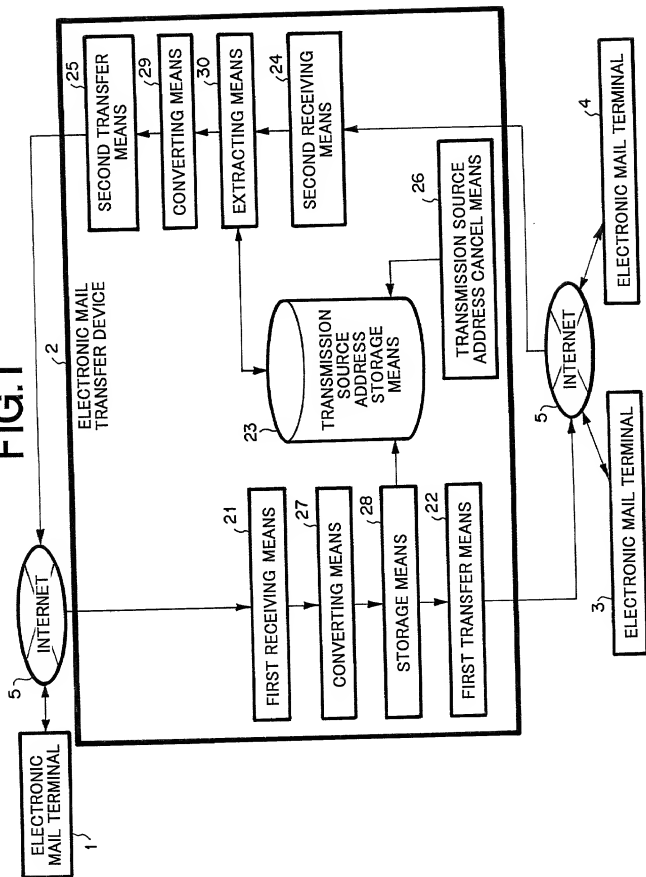 FIG.1
ELECTRONIC
MAIL TERMINAL
1
5
INTERNET
2
ELECTRONIC MAIL
TRANSFER DEVICE
21
FIRST RECEIVING MEANS
27
CONVERTING MEANS
28
STORAGE MEANS
22
FIRST TRANSFER MEANS
23
TRANSMISSION
SOURCE
ADDRESS
STORAGE
MEANS
25
SECOND TRANSFER
MEANS
29
CONVERTING MEANS
30
EXTRACTING MEANS
24
SECOND RECEIVING
MEANS
26
TRANSMISSION SOURCE
ADDRESS CANCEL MEANS
5
INTERNET
3
ELECTRONIC MAIL TERMINAL
4
ELECTRONIC MAIL TERMINAL